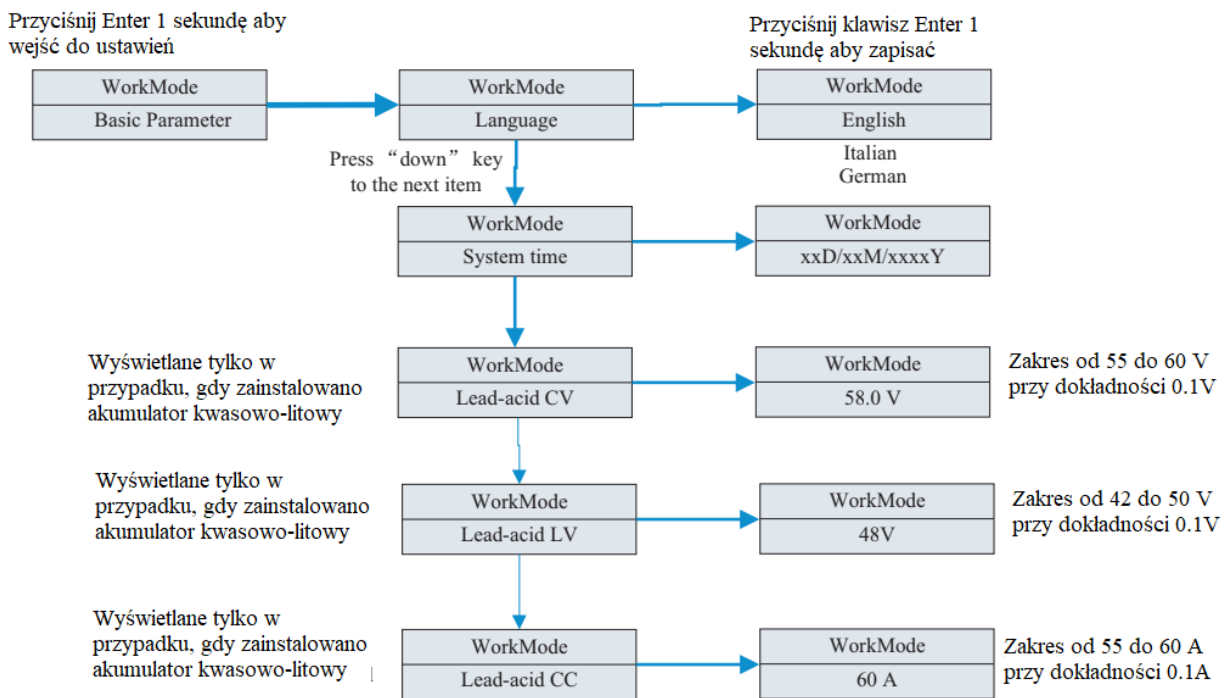 Przyciśnij Enter 1 sekundę aby
wejść do ustawień
Przyciśnij klawisz Enter 1
sekundę aby zapisać
WorkMode
Basic Parameter
WorkMode
Language
WorkMode
English
Italian
German
Press “down” key
to the next item
WorkMode
System time
WorkMode
xxD/xxM/xxxxY
Wyświetlane tylko w
przypadku, gdy zainstalowano
akumulator kwasowo-litowy
WorkMode
Lead-acid CV
WorkMode
58.0 V
Zakres od 55 do 60 V
przy dokładności 0.1V
Wyświetlane tylko w
przypadku, gdy zainstalowano
akumulator kwasowo-litowy
WorkMode
Lead-acid LV
WorkMode
48V
Zakres od 42 do 50 V
przy dokładności 0.1V
Wyświetlane tylko w
przypadku, gdy zainstalowano
akumulator kwasowo-litowy
WorkMode
Lead-acid CC
WorkMode
60 A
Zakres od 55 do 60 A
przy dokładności 0.1A